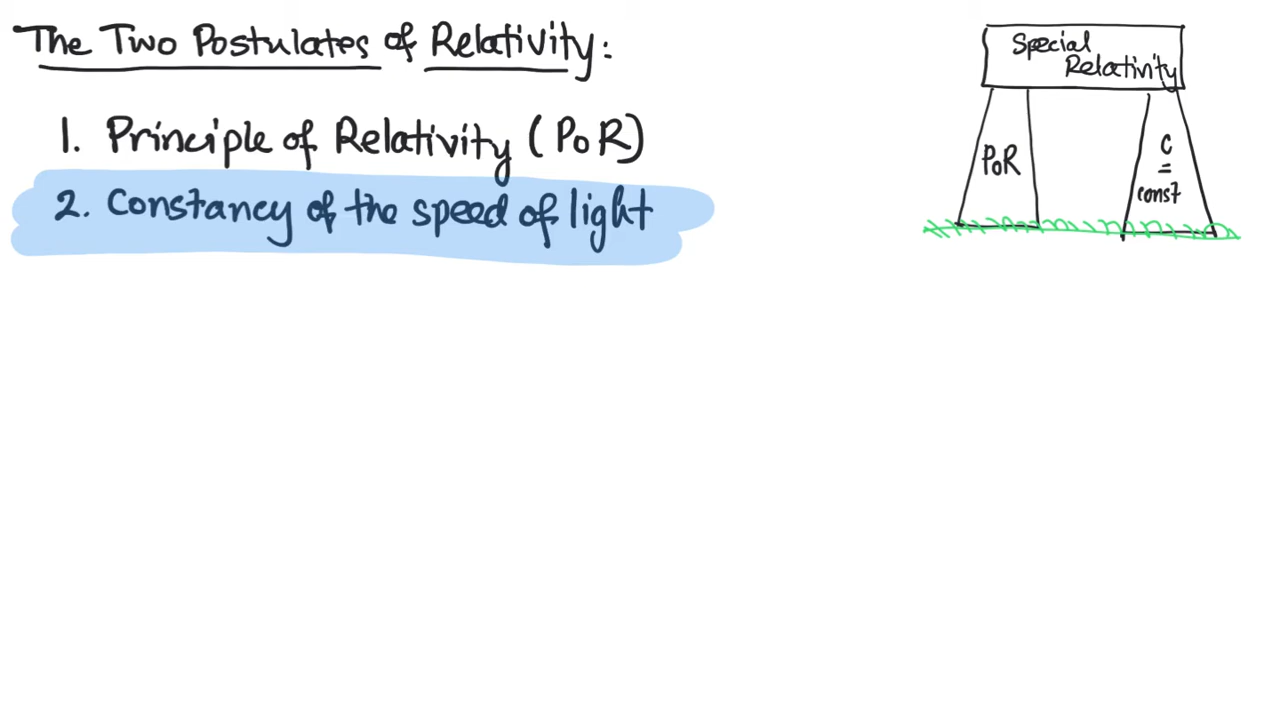 The Two Postulates of Relativity:
1. Principle of Relativity (PoR)
2. Constancy of the speed of light
Special
Relativity
PoR
c
=
const